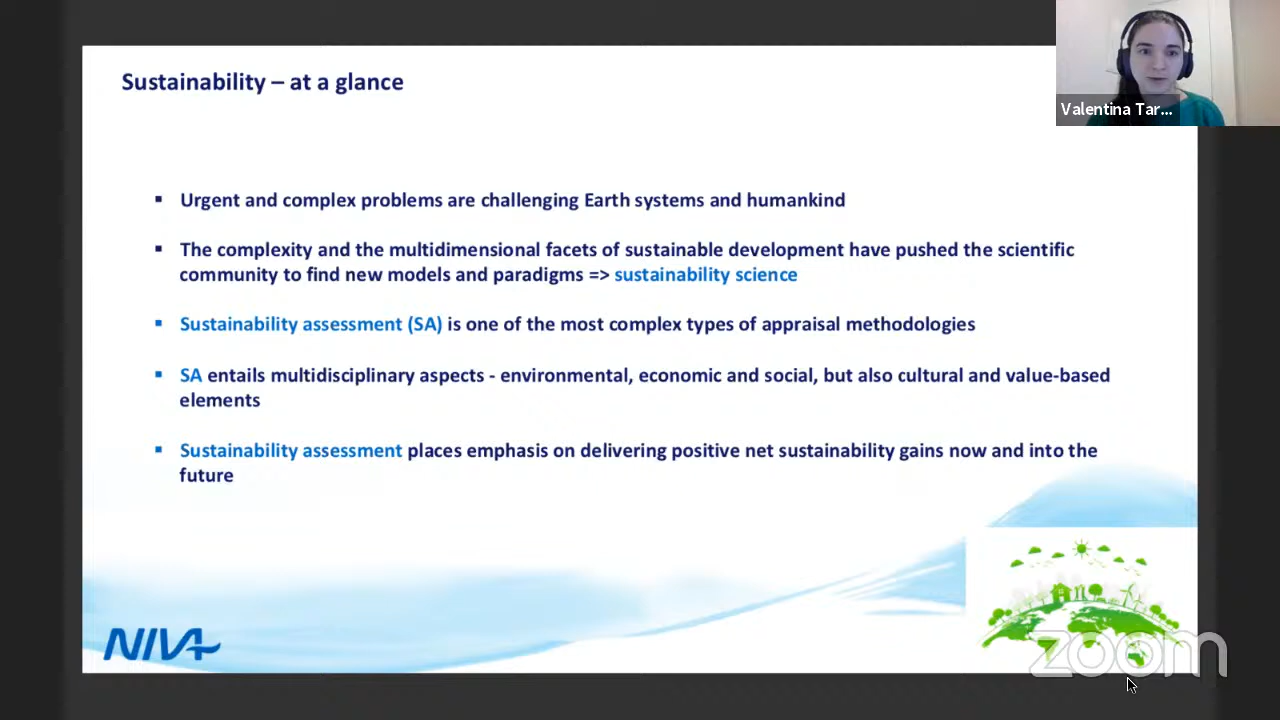 Sustainability – at a glance
Valentina Tar...
▪ Urgent and complex problems are challenging Earth systems and humankind
▪ The complexity and the multidimensional facets of sustainable development have pushed the scientific
community to find new models and paradigms => sustainability science
▪ Sustainability assessment (SA) is one of the most complex types of appraisal methodologies
▪ SA entails multidisciplinary aspects - environmental, economic and social, but also cultural and value-based
elements
▪ Sustainability assessment places emphasis on delivering positive net sustainability gains now and into the
future
NIVA
zoom